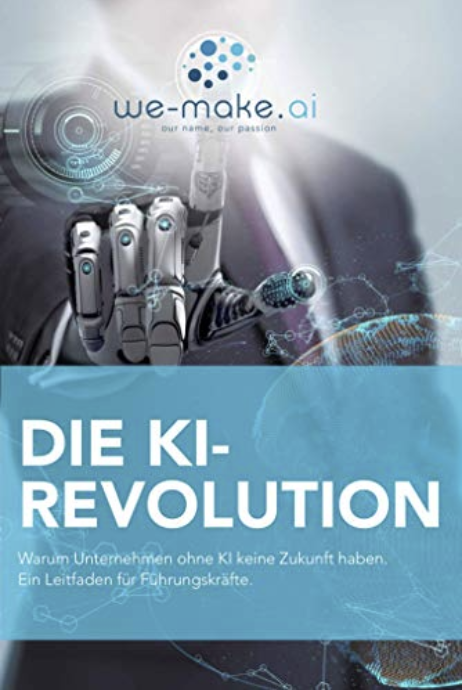 we-make.ai
our name, our passion
DIE KI-
REVOLUTION
Warum Unternehmen ohne KI keine Zukunft haben.
Ein Leitfaden für Führungskräfte.